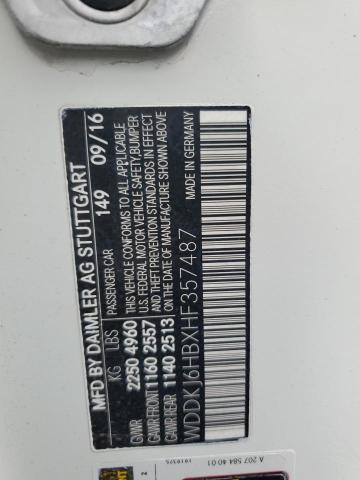 MFD BY DAIMLER AG STUTTGART
PASSENGER CAR 149 09/16
KG LBS THIS VEHICLE CONFORMS TO ALL APPLICABLE
GVWR 2250 4960 U.S. FEDERAL MOTOR VEHICLE SAFETY, BUMPER
GAWR FRONT 1160 2557 AND THEFT PREVENTION STANDARDS IN EFFECT
GAWR REAR 1140 2513 ON THE DATE OF MANUFACTURE SHOWN ABOVE.
MADE IN GERMANY
WDDKJ6HBXHF357487
A 207 584 40 01